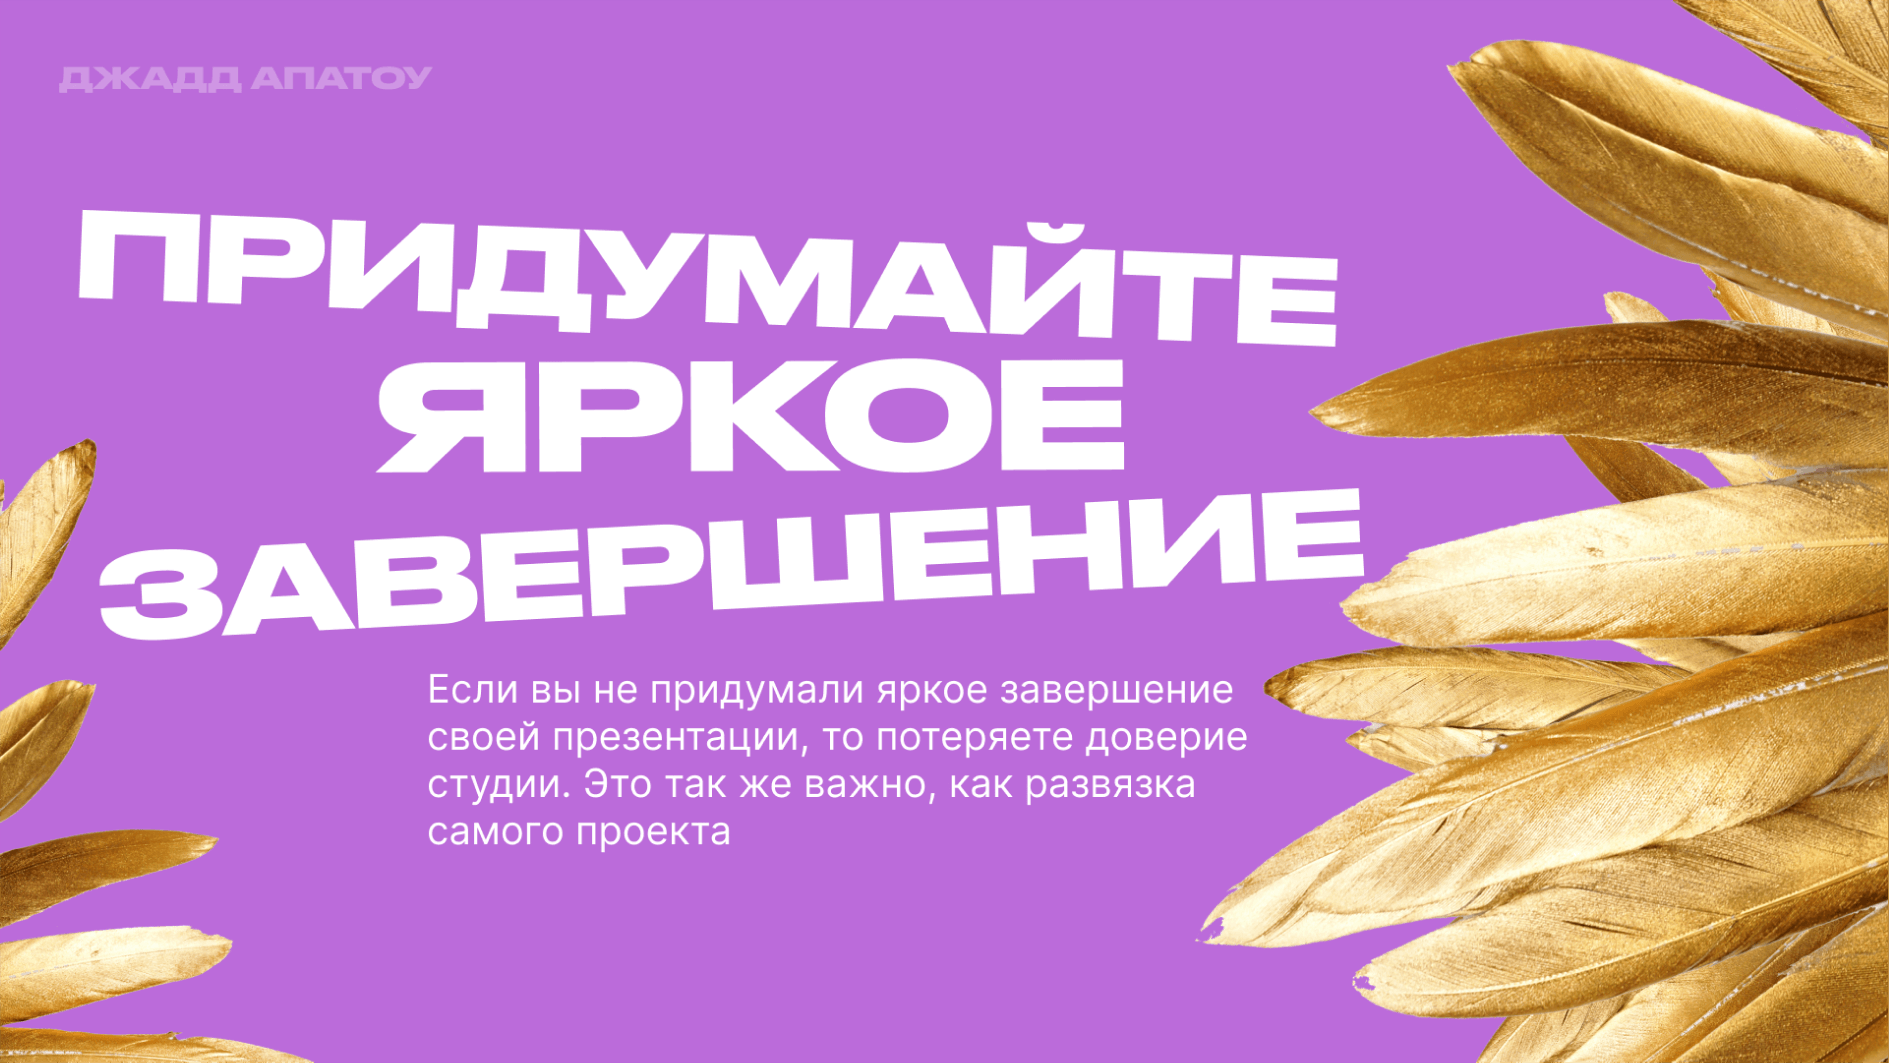 ДЖАДД АПАТОУ
ПРИДУМАЙТЕ
ЯРКОЕ
ЗАВЕРШЕНИЕ
Если вы не придумали яркое завершение
своей презентации, то потеряете доверие
студии. Это так же важно, как развязка
самого проекта